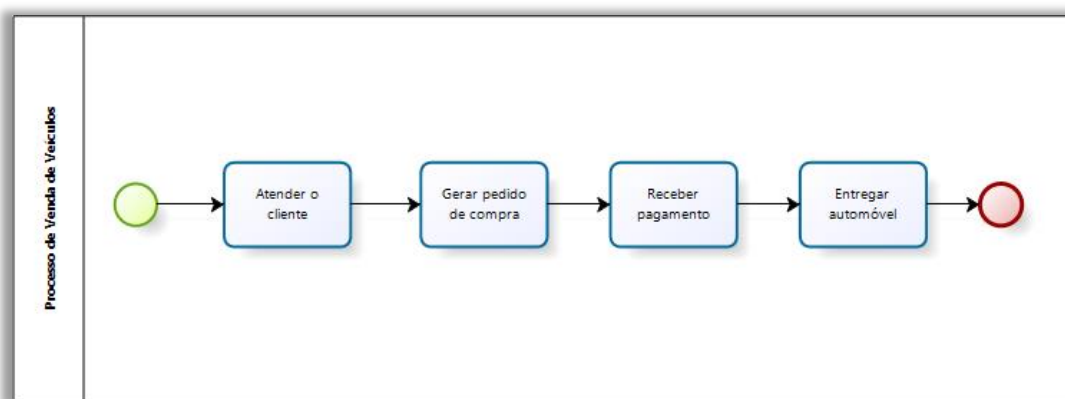 Processo de Venda de Veículos
Atender o
cliente
Gerar pedido
de compra
Receber
pagamento
Entregar
automóvel